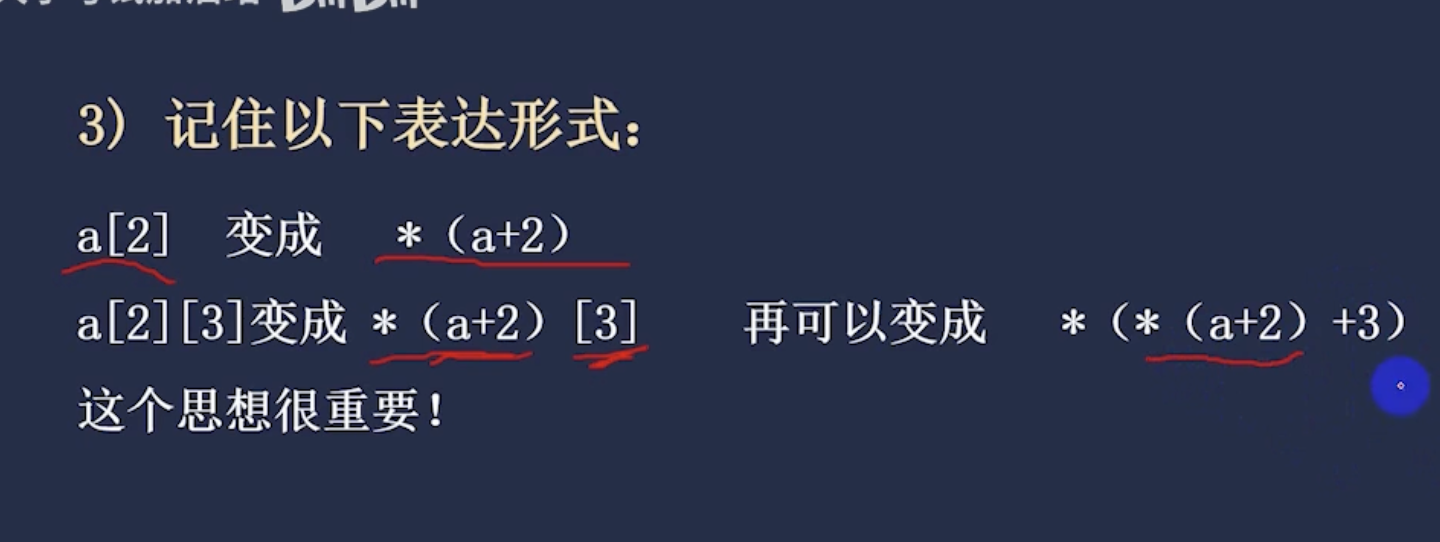 3) 记住以下表达形式：
a[2] 变成 *（a+2）
a[2][3]变成 *（a+2）[3] 再可以变成 *（*（a+2）+3）
这个思想很重要！